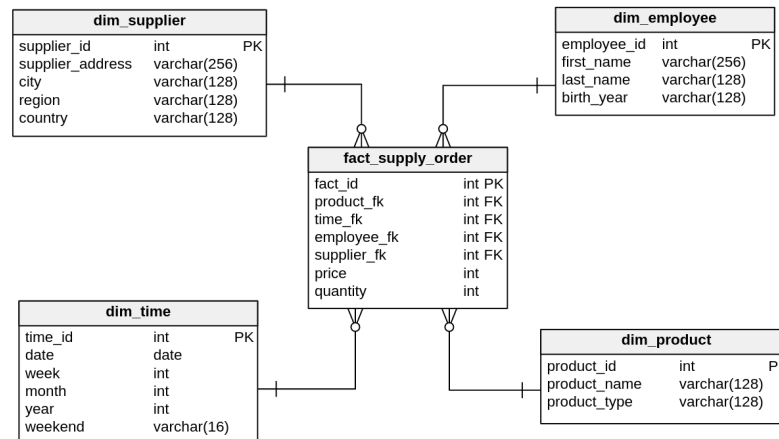 dim_supplier
supplier_id int PK
supplier_address varchar(256)
city varchar(128)
region varchar(128)
country varchar(128)
dim_employee
employee_id int PK
first_name varchar(256)
last_name varchar(128)
birth_year varchar(128)
fact_supply_order
fact_id int PK
product_fk int FK
time_fk int FK
employee_fk int FK
supplier_fk int FK
price int
quantity int
dim_time
time_id int PK
date date
week int
month int
year int
weekend varchar(16)
dim_product
product_id int P
product_name varchar(128)
product_type varchar(128)